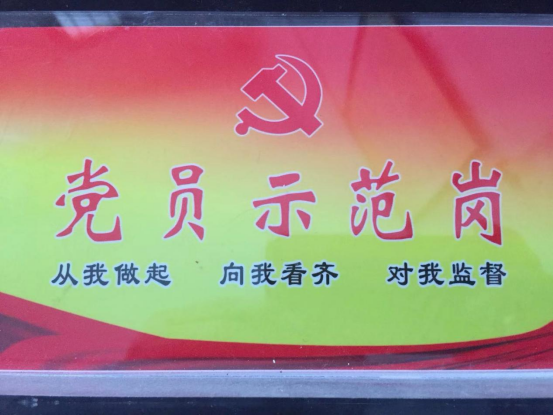 党员示范岗
从我做起 向我看齐 对我监督